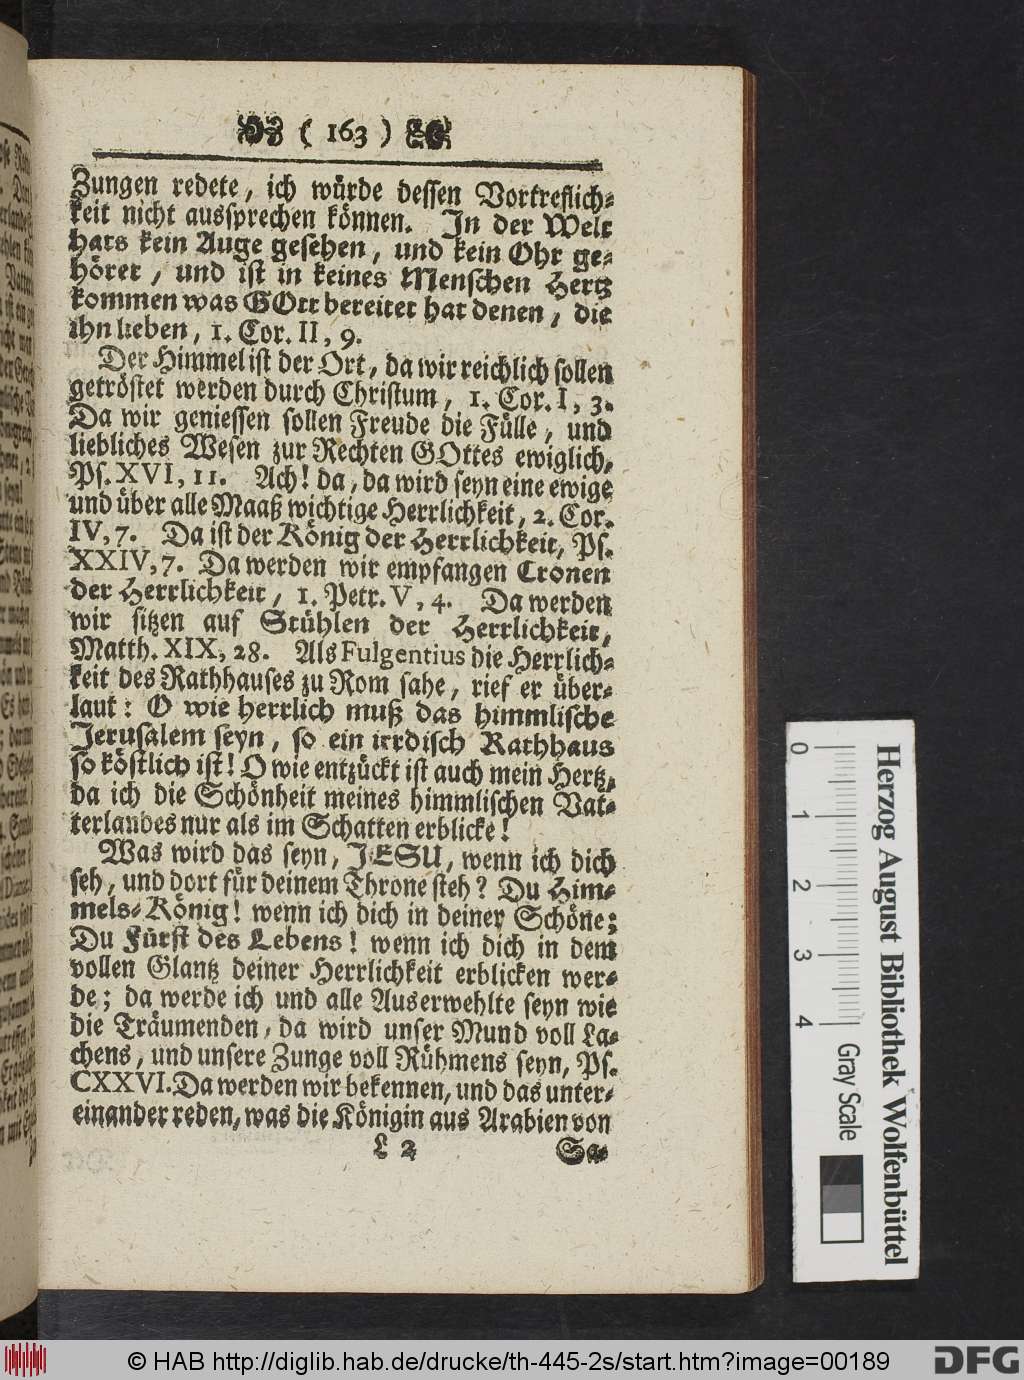 ( 163 )
Zungen redete, ich würde dessen Vortreflich-
keit nicht aussprechen können. In der Welt
hats kein Auge gesehen, und kein Ohr ge-
höret, und ist in keines Menschen Hertz
kommen was GOtt bereitet hat denen, die
ihn lieben, 1. Cor. II, 9.
Der Himmel ist der Ort, da wir reichlich sollen
getröstet werden durch Christum, 1. Cor. I, 3.
Da wir geniessen sollen Freude die Fülle, und
liebliches Wesen zur Rechten GOttes ewiglich,
Ps. XVI, 11. Ach! da, da wird seyn eine ewige
und über alle Maaß wichtige Herrlichkeit, 2. Cor.
IV, 7. Da ist der König der Herrlichkeit, Ps.
XXIV, 7. Da werden wir empfangen Cronen
der Herrlichkeit, 1. Petr. V, 4. Da werden
wir sitzen auf Stühlen der Herrlichkeit,
Matth. XIX, 28. Als Fulgentius die Herrlich-
keit des Rathhauses zu Rom sahe, rief er über-
laut: O wie herrlich muß das himmlische
Jerusalem seyn, so ein irrdisch Rathhaus
so köstlich ist! O wie entzückt ist auch mein Hertz,
da ich die Schönheit meines himmlischen Vat-
terlandes nur als im Schatten erblicke!
Was wird das seyn, JESU, wenn ich dich
seh, und dort für deinem Throne steh? Du Him-
mels-König! wenn ich dich in deiner Schöne;
Du Fürst des Lebens! wenn ich dich in dem
vollen Glantz deiner Herrlichkeit erblicken wer-
de; da werde ich und alle Auserwehlte seyn wie
die Träumenden, da wird unser Mund voll La-
chens, und unsere Zunge voll Rühmens seyn, Ps.
CXXVI. Da werden wir bekennen, und das unter-
einander reden, was die Königin aus Arabien von
L 2 Sa-
0 1 2 3 4
Herzog August Bibliothek Wolfenbüttel
Gray Scale
© HAB http://diglib.hab.de/drucke/th-445-2s/start.htm?image=00189
DFG